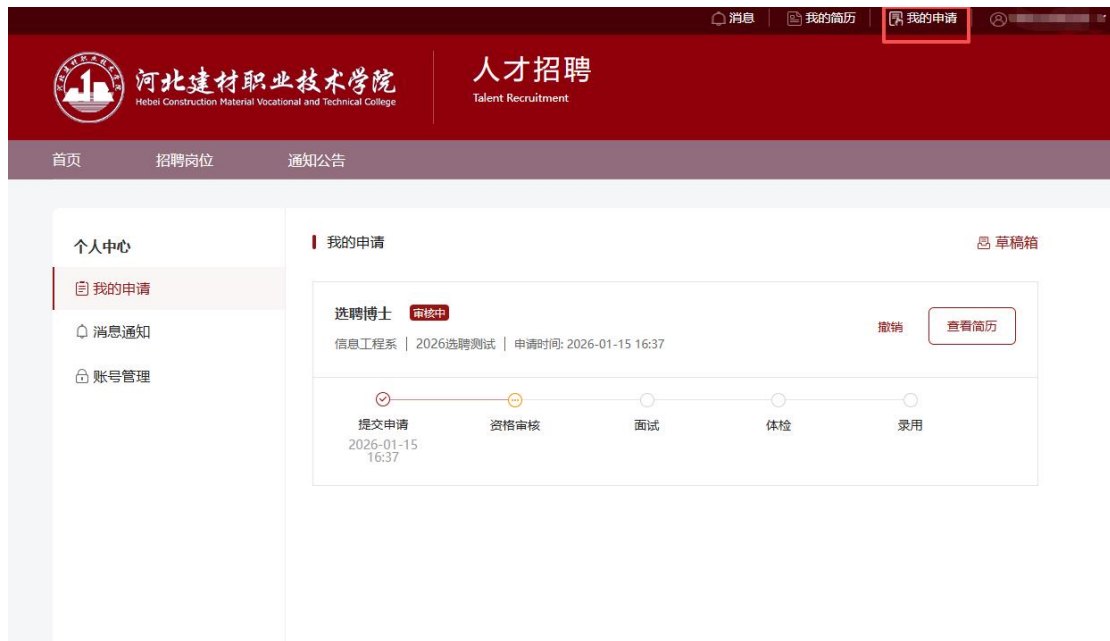 消息 我的简历 我的申请
河北建材职业技术学院
Hebei Construction Material Vocational and Technical College
人才招聘
Talent Recruitment
首页 招聘岗位 通知公告
个人中心
我的申请
消息通知
账号管理
我的申请 草稿箱
选聘博士 审核中
信息工程系 | 2026选聘测试 | 申请时间: 2026-01-15 16:37
撤销 查看简历
提交申请 资格审核 面试 体检 录用
2026-01-15
16:37